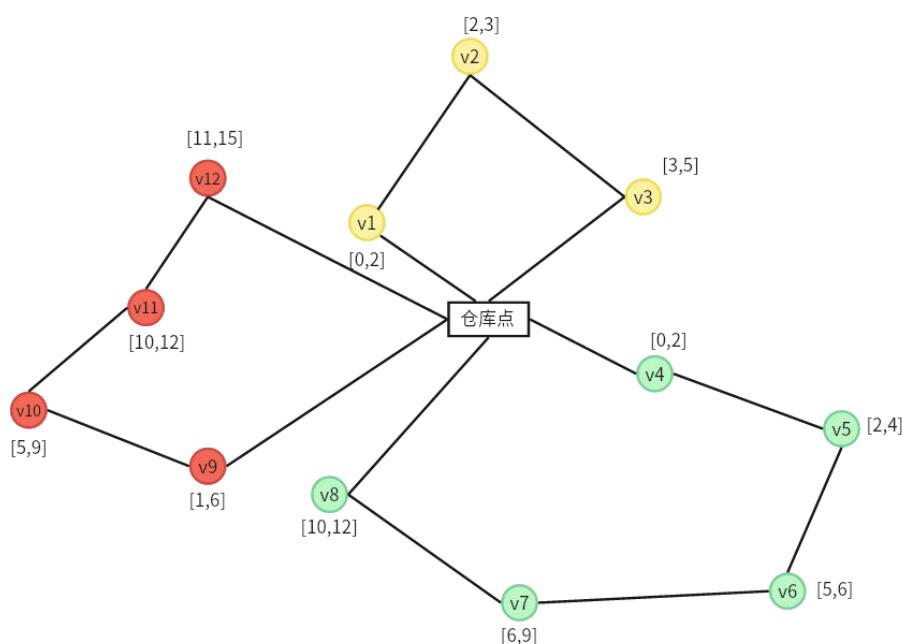 [2,3]
v2
[11,15]
v12
[3,5]
v3
v1
[0,2]
v11
[10,12]
仓库点
[0,2]
v4
v10
[5,9]
v5
[2,4]
v9
[1,6]
v8
[10,12]
v6
[5,6]
v7
[6,9]